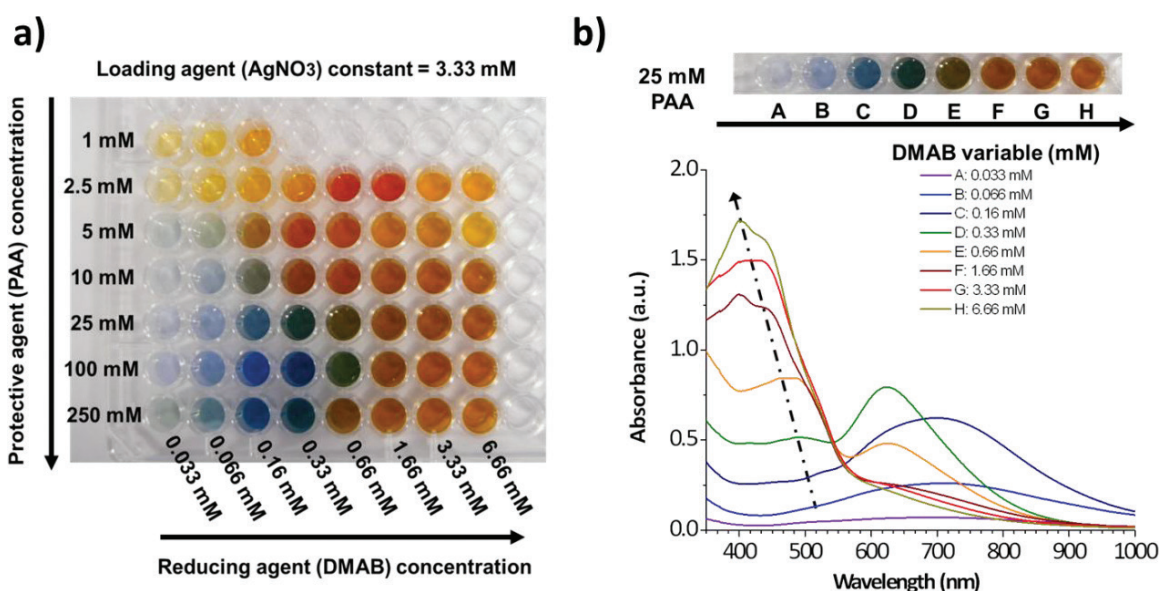 a)
Loading agent (AgNO3) constant = 3.33 mM
Protective agent (PAA) concentration
1 mM
2.5 mM
5 mM
10 mM
25 mM
100 mM
250 mM
0.033 mM
0.066 mM
0.16 mM
0.33 mM
0.66 mM
1.66 mM
3.33 mM
6.66 mM
Reducing agent (DMAB) concentration
b)
25 mM
PAA
A B C D E F G H
DMAB variable (mM)
A: 0.033 mM
B: 0.066 mM
C: 0.16 mM
D: 0.33 mM
E: 0.66 mM
F: 1.66 mM
G: 3.33 mM
H: 6.66 mM
Absorbance (a.u.)
2.0
1.5
1.0
0.5
0.0
400 500 600 700 800 900 1000
Wavelength (nm)